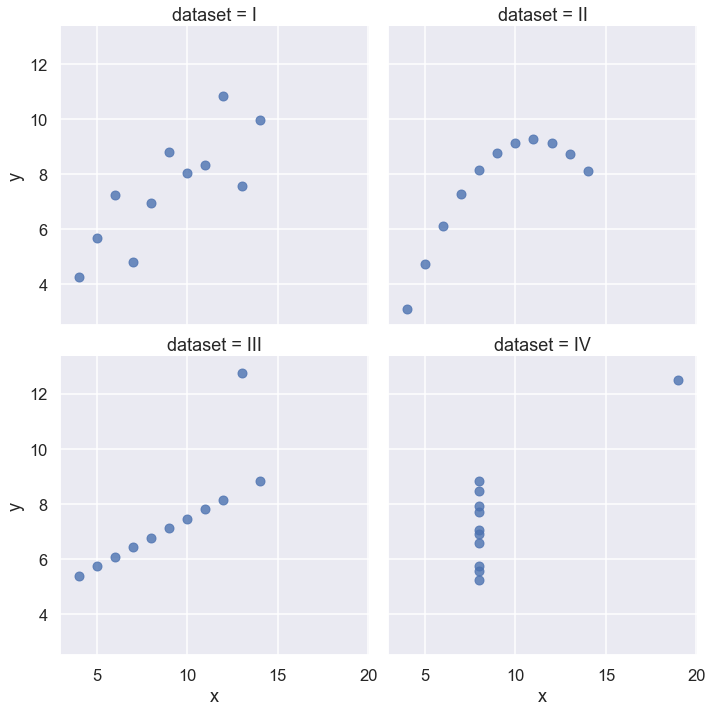 dataset = I
dataset = II
12
10
8
6
4
y
dataset = III
dataset = IV
12
10
8
6
4
y
5
10
15
20
5
10
15
20
x
x